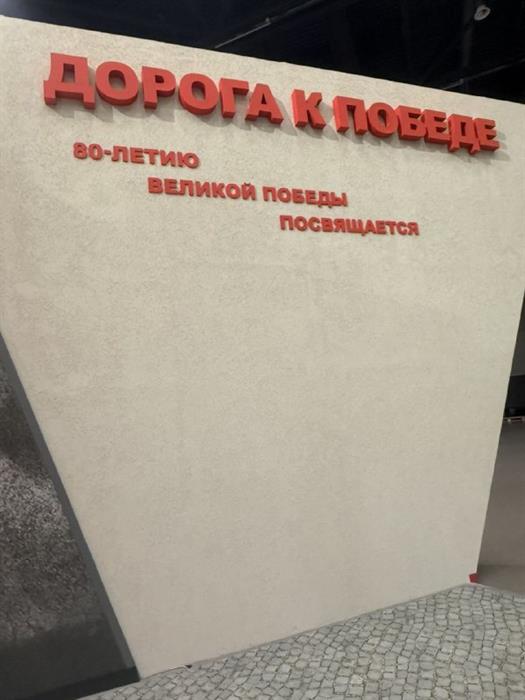 ДОРОГА К ПОБЕДЕ
80-ЛЕТИЮ
ВЕЛИКОЙ ПОБЕДЫ
ПОСВЯЩАЕТСЯ